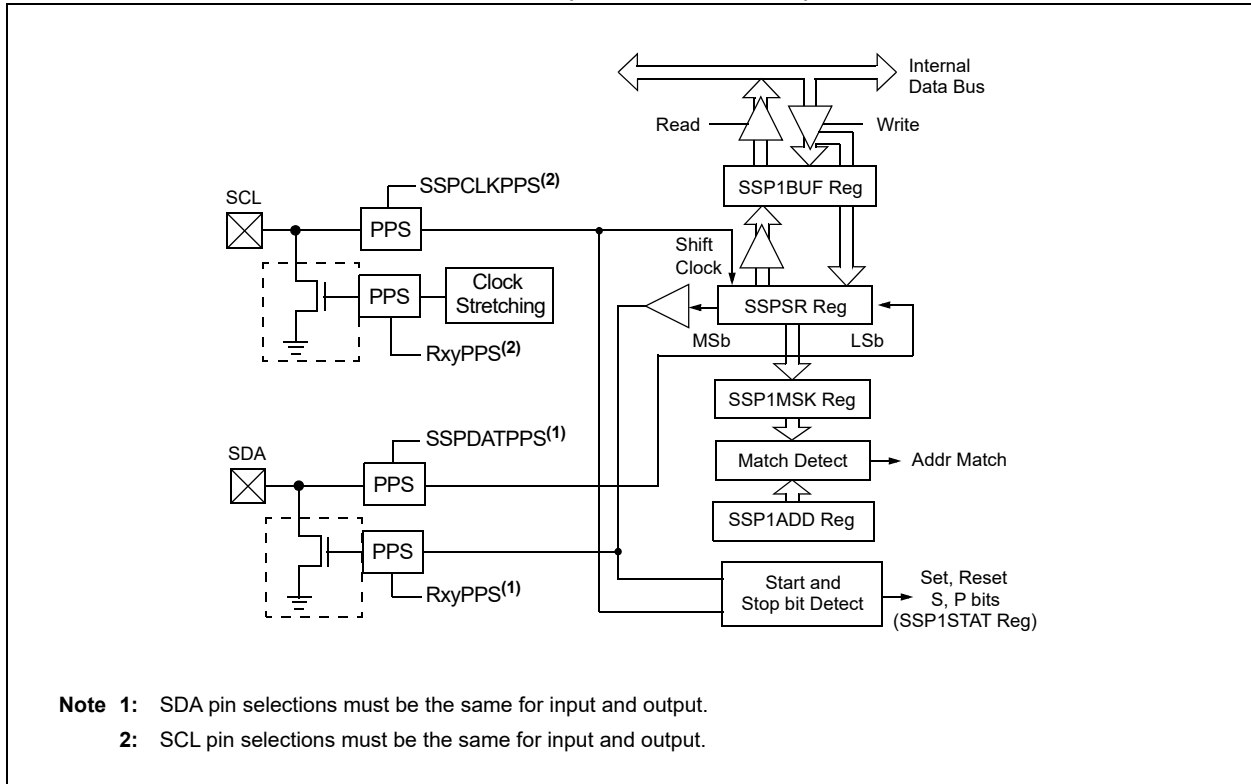 Internal
Data Bus
Read
Write
SSP1BUF Reg
SSPCLKPPS(2)
SCL
PPS
Shift
Clock
PPS
Clock
Stretching
SSPSR Reg
MSb
LSb
RxyPPS(2)
SSP1MSK Reg
SSPDATPPS(1)
SDA
Match Detect
Addr Match
PPS
SSP1ADD Reg
PPS
Start and
Stop bit Detect
Set, Reset
S, P bits
(SSP1STAT Reg)
RxyPPS(1)
Note 1: SDA pin selections must be the same for input and output.
2: SCL pin selections must be the same for input and output.